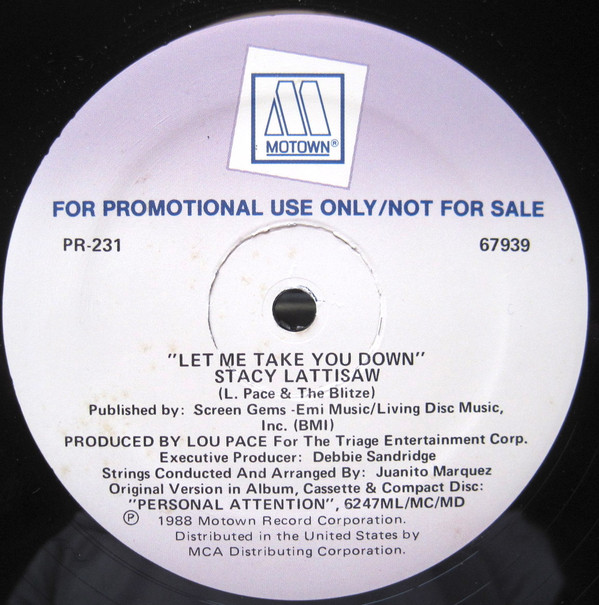 MOTOWN®
FOR PROMOTIONAL USE ONLY/NOT FOR SALE
PR-231 67939
"LET ME TAKE YOU DOWN"
STACY LATTISAW
(L. Pace & The Blitze)
Published by: Screen Gems -Emi Music/Living Disc Music,
Inc. (BMI)
PRODUCED BY LOU PACE For The Triage Entertainment Corp.
Executive Producer: Debbie Sandridge
Strings Conducted And Arranged By: Juanito Marquez
Original Version in Album, Cassette & Compact Disc:
"PERSONAL ATTENTION", 6247ML/MC/MD
℗ 1988 Motown Record Corporation.
Distributed in the United States by
MCA Distributing Corporation.